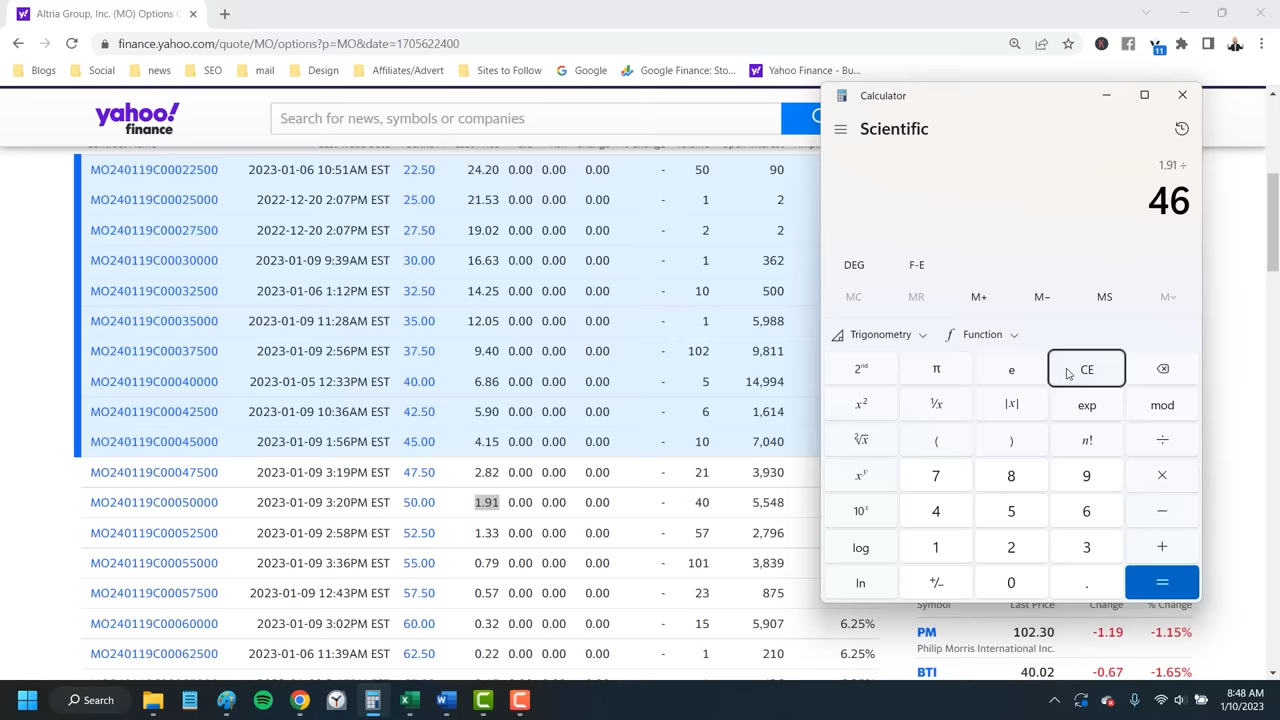 Altria Group, Inc. (MO) Options C
finance.yahoo.com/quote/MO/options?p=MO&date=1705622400
11
Blogs Social news SEO mail Design Affiliates/Advert Sites to Follow Google Google Finance: Sto... Yahoo Finance - Bu...
yahoo!
finance
Search for news, symbols or companies
MO240119C00022500 2023-01-06 10:51AM EST 22.50 24.20 0.00 0.00 0.00 - 50 90
MO240119C00025000 2022-12-20 2:07PM EST 25.00 21.53 0.00 0.00 0.00 - 1 2
MO240119C00027500 2022-12-20 2:07PM EST 27.50 19.02 0.00 0.00 0.00 - 2 2
MO240119C00030000 2023-01-09 9:39AM EST 30.00 16.63 0.00 0.00 0.00 - 1 362
MO240119C00032500 2023-01-06 1:12PM EST 32.50 14.25 0.00 0.00 0.00 - 10 500
MO240119C00035000 2023-01-09 11:28AM EST 35.00 12.05 0.00 0.00 0.00 - 1 5,988
MO240119C00037500 2023-01-09 2:56PM EST 37.50 9.40 0.00 0.00 0.00 - 102 9,811
MO240119C00040000 2023-01-05 12:33PM EST 40.00 6.86 0.00 0.00 0.00 - 5 14,994
MO240119C00042500 2023-01-09 10:36AM EST 42.50 5.90 0.00 0.00 0.00 - 6 1,614
MO240119C00045000 2023-01-09 1:56PM EST 45.00 4.15 0.00 0.00 0.00 - 10 7,040
MO240119C00047500 2023-01-09 3:19PM EST 47.50 2.82 0.00 0.00 0.00 - 21 3,930
MO240119C00050000 2023-01-09 3:20PM EST 50.00 1.91 0.00 0.00 0.00 - 40 5,548
MO240119C00052500 2023-01-09 2:58PM EST 52.50 1.33 0.00 0.00 0.00 - 57 2,796
MO240119C00055000 2023-01-09 3:36PM EST 55.00 0.79 0.00 0.00 0.00 - 101 3,839
MO240119C00057500 2023-01-09 12:43PM EST 57.50 0.57 0.00 0.00 0.00 - 23 875
MO240119C00060000 2023-01-09 3:02PM EST 60.00 0.32 0.00 0.00 0.00 - 15 5,907 6.25%
MO240119C00062500 2023-01-06 11:39AM EST 62.50 0.22 0.00 0.00 0.00 - 1 210 6.25%
Calculator
Scientific
1.91 ÷
46
DEG F-E
MC MR M+ M− MS M
Trigonometry Function
2nd π e CE
x² ¹/x |x| exp mod
²√x ( ) n! ÷
xʸ 7 8 9 ×
10ˣ 4 5 6 −
log 1 2 3 +
ln +/− 0 . =
Symbol Last Price Change % Change
PM 102.30 -1.19 -1.15%
Philip Morris International Inc.
BTI 40.02 -0.67 -1.65%
Search
8:48 AM
1/10/2023